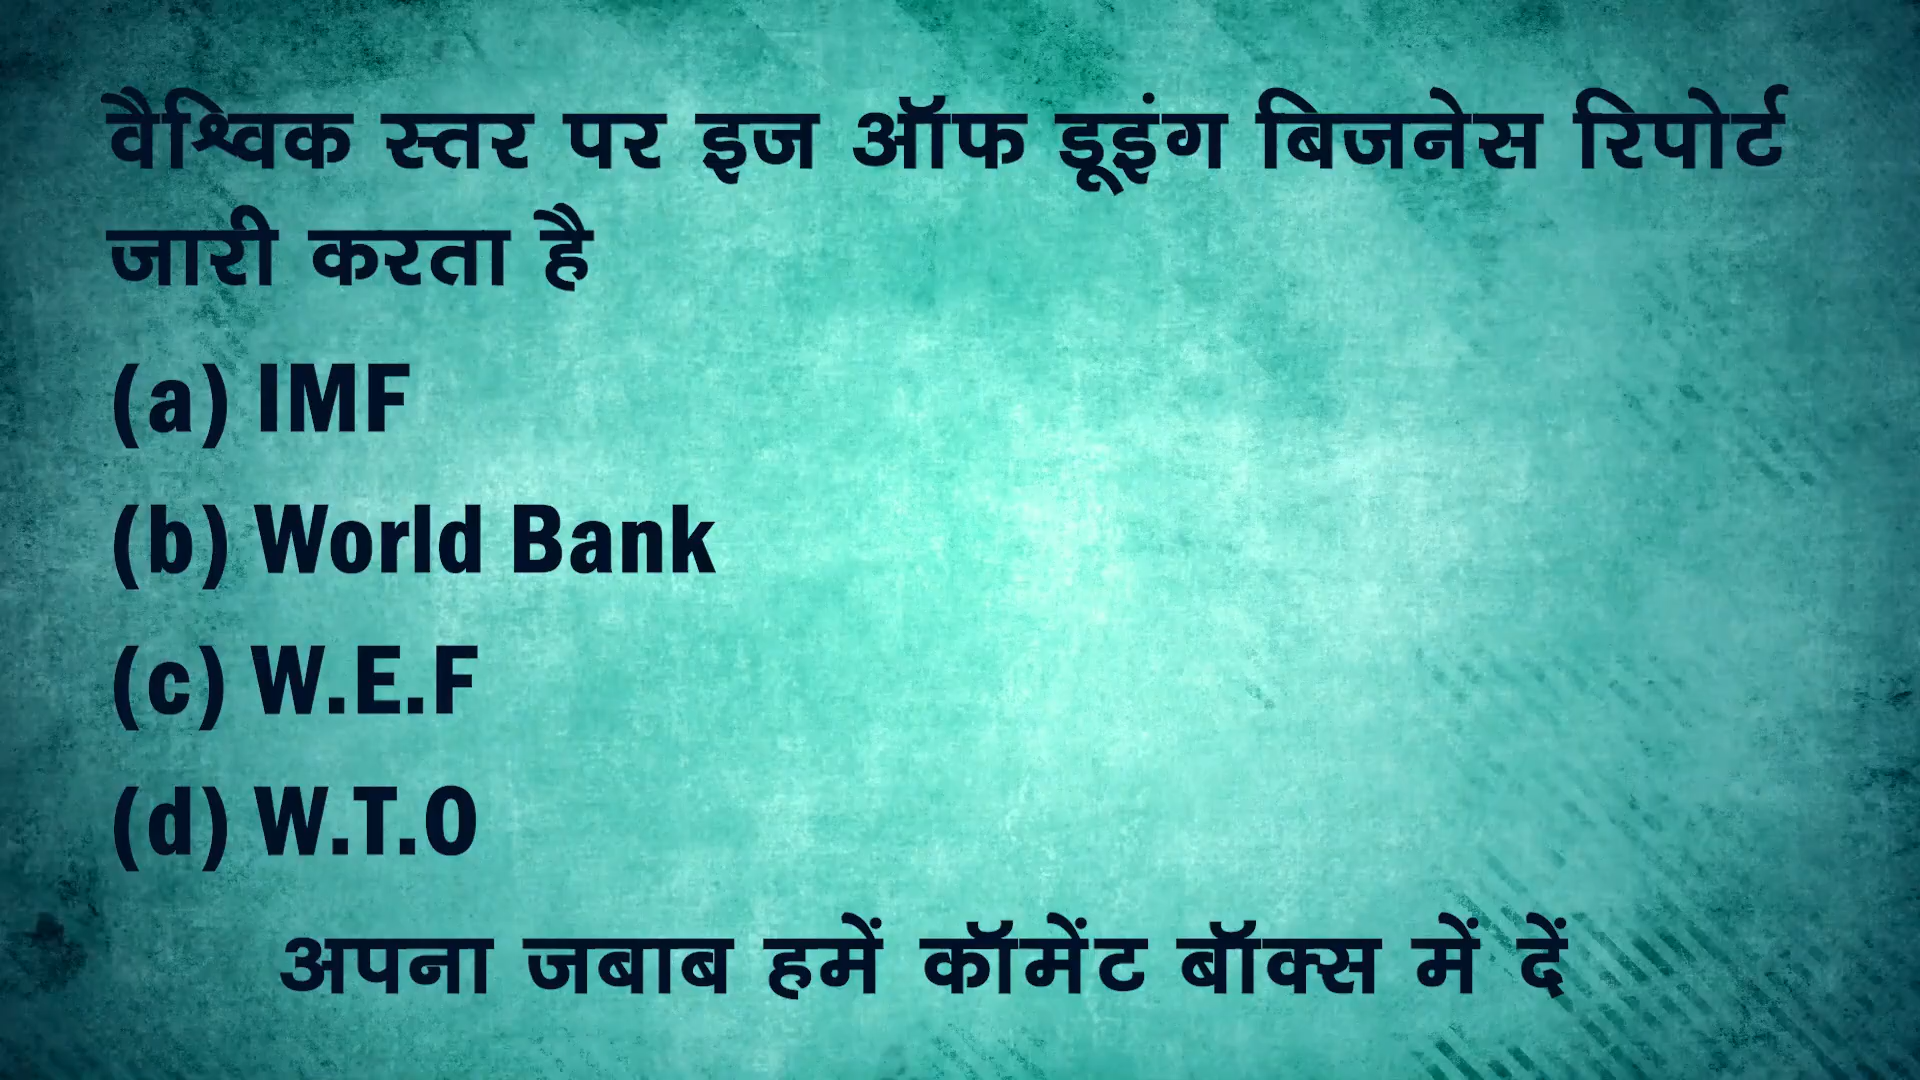 वैश्विक स्तर पर इज ऑफ डूइंग बिजनेस रिपोर्ट
जारी करता है
(a) IMF
(b) World Bank
(c) W.E.F
(d) W.T.O
अपना जबाब हमें कॉमेंट बॉक्स में दें